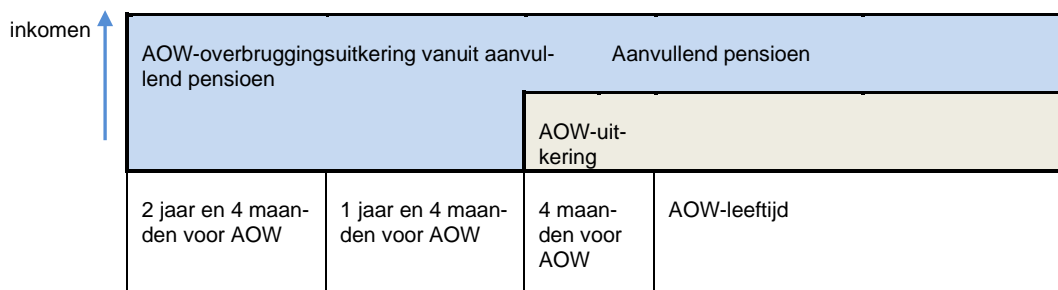 inkomen
AOW-overbruggingsuitkering vanuit aanvul-
lend pensioen
Aanvullend pensioen
AOW-uit-
kering
2 jaar en 4 maan-
den voor AOW
1 jaar en 4 maan-
den voor AOW
4 maan-
den voor
AOW
AOW-leeftijd